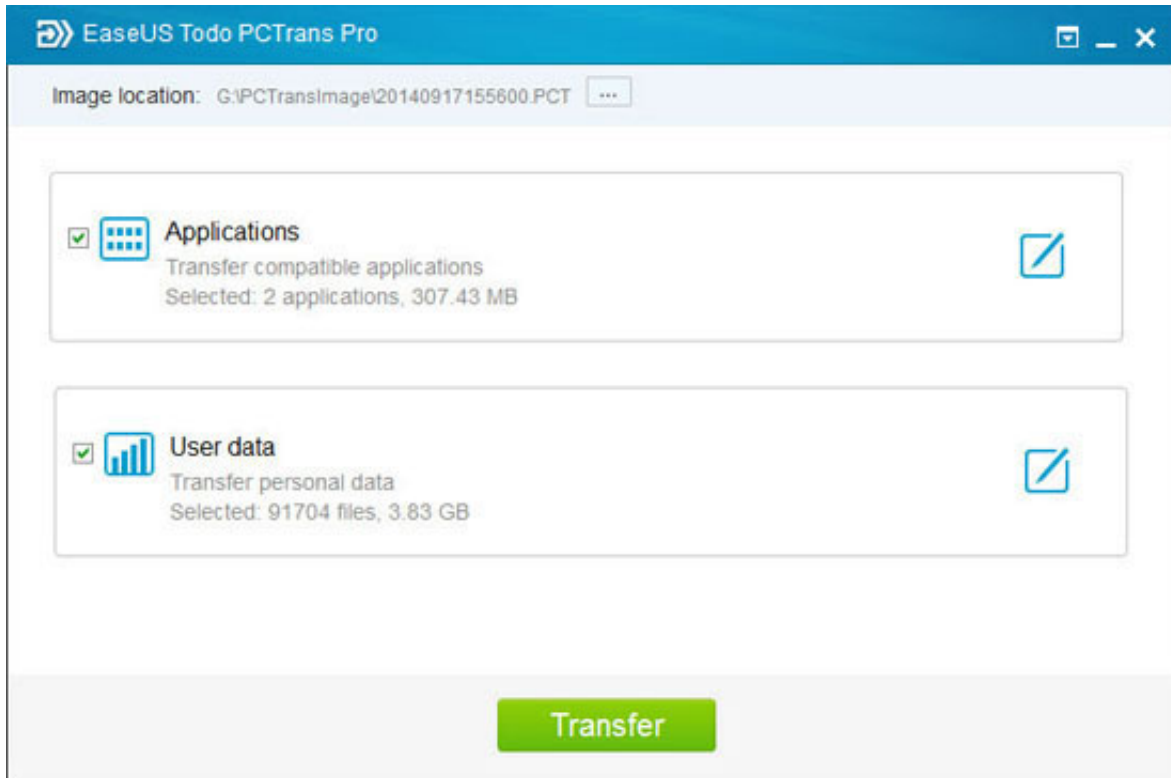 EaseUS Todo PCTrans Pro
Image location: G:\PCTransImage\20140917155600.PCT ...
Applications
Transfer compatible applications
Selected: 2 applications, 307.43 MB
User data
Transfer personal data
Selected: 91704 files, 3.83 GB
Transfer